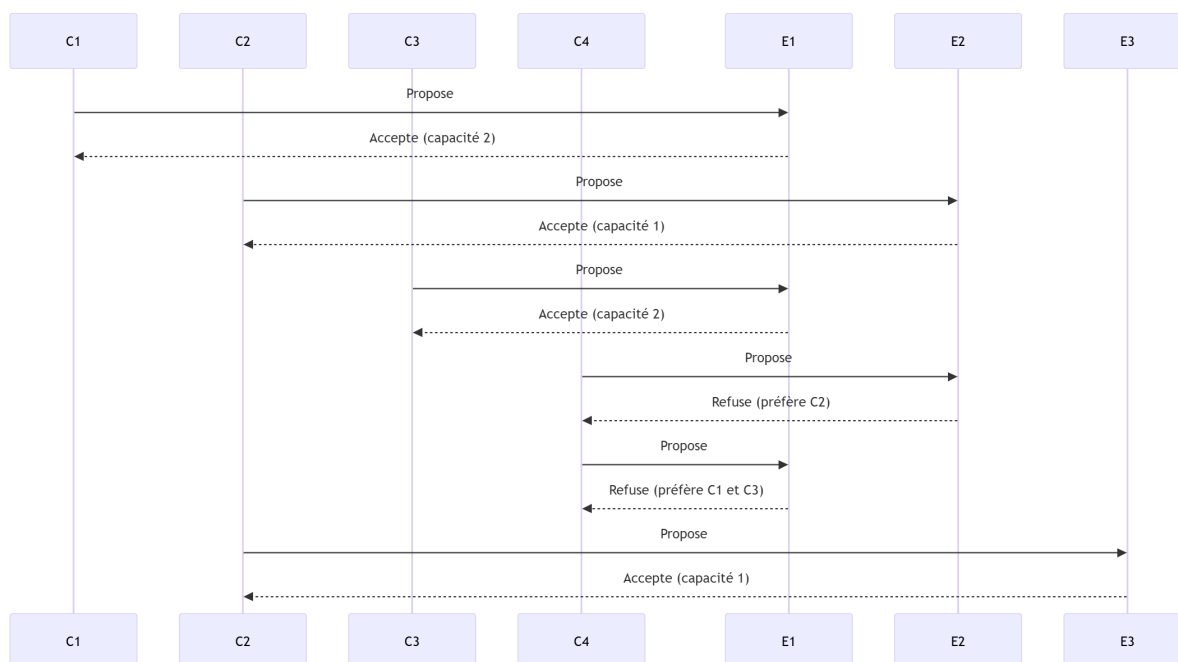 C1 C2 C3 C4 E1 E2 E3
Propose
Accepte (capacité 2)
Propose
Accepte (capacité 1)
Propose
Accepte (capacité 2)
Propose
Refuse (préfère C2)
Propose
Refuse (préfère C1 et C3)
Propose
Accepte (capacité 1)
C1 C2 C3 C4 E1 E2 E3